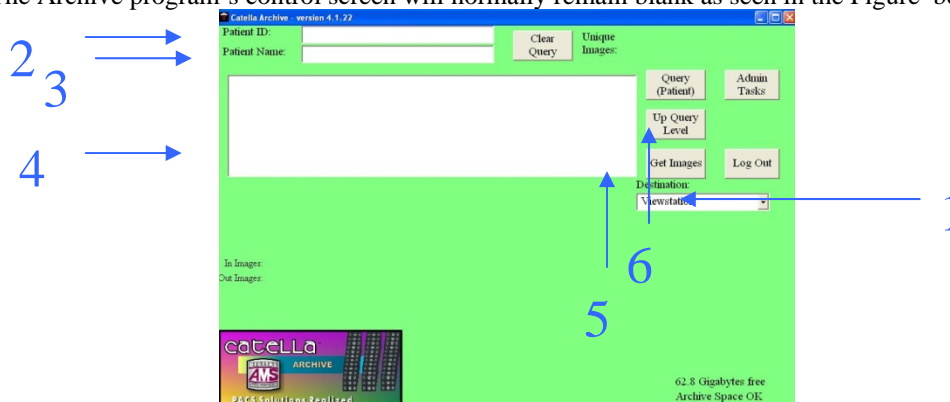 The Archive program's control screen will normally remain blank as seen in the Figure
Catella Archive - version 4.1.22
Patient ID:
Clear Query
Unique Images:
Patient Name:
2
3
4
Query (Patient)
Admin Tasks
Up Query Level
Get Images
Log Out
Destination:
Viewstation
1
In Images:
Out Images:
6
5
catella
ARCHIVE
AMS
PACS Solutions Realized
62.8 Gigabytes free
Archive Space OK